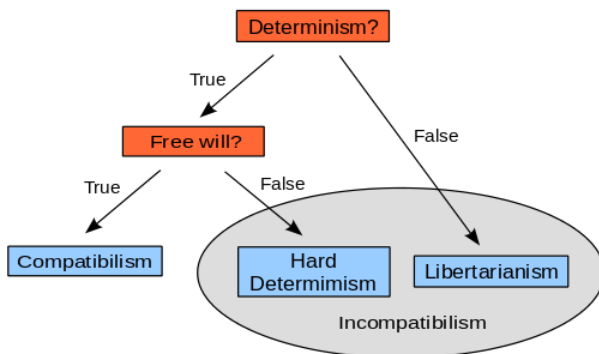 Determinism?
True
False
Free will?
True
False
Compatibilism
Hard
Determimism
Libertarianism
Incompatibilism